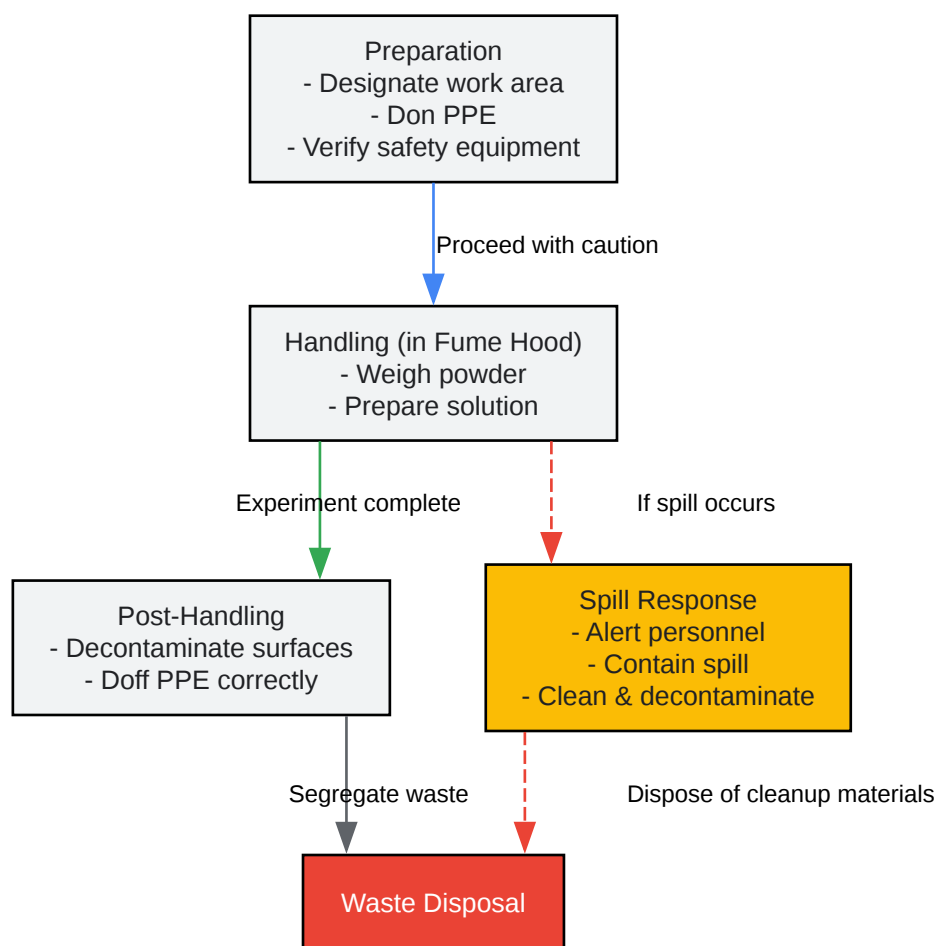 Preparation
- Designate work area
- Don PPE
- Verify safety equipment
Proceed with caution
Handling (in Fume Hood)
- Weigh powder
- Prepare solution
Experiment complete
If spill occurs
Post-Handling
- Decontaminate surfaces
- Doff PPE correctly
Spill Response
- Alert personnel
- Contain spill
- Clean & decontaminate
Segregate waste
Dispose of cleanup materials
Waste Disposal